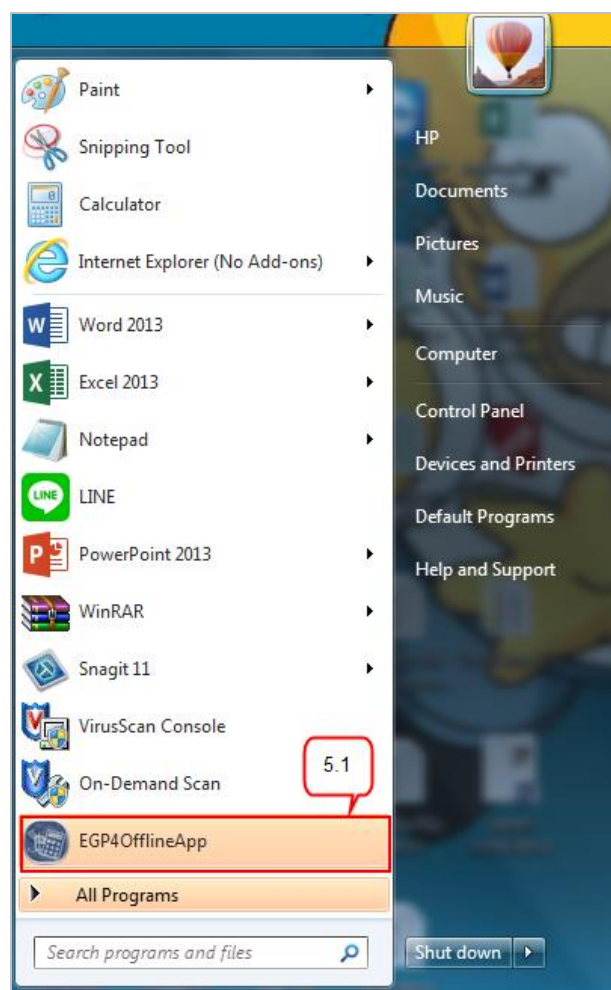 Paint
Snipping Tool
Calculator
Internet Explorer (No Add-ons)
Word 2013
Excel 2013
Notepad
LINE
PowerPoint 2013
WinRAR
Snagit 11
VirusScan Console
On-Demand Scan
5.1
EGP4OfflineApp
All Programs
Search programs and files
HP
Documents
Pictures
Music
Computer
Control Panel
Devices and Printers
Default Programs
Help and Support
Shut down